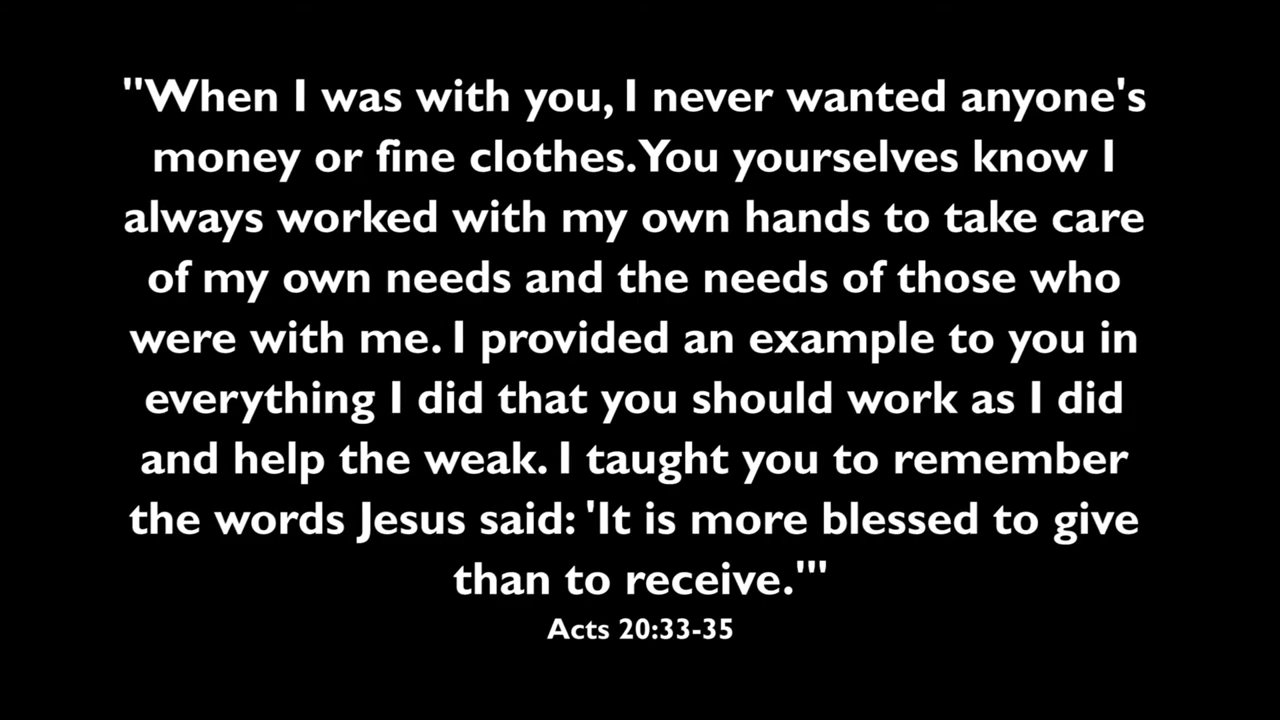 "When I was with you, I never wanted anyone's
money or fine clothes. You yourselves know I
always worked with my own hands to take care
of my own needs and the needs of those who
were with me. I provided an example to you in
everything I did that you should work as I did
and help the weak. I taught you to remember
the words Jesus said: 'It is more blessed to give
than to receive.'"
Acts 20:33-35